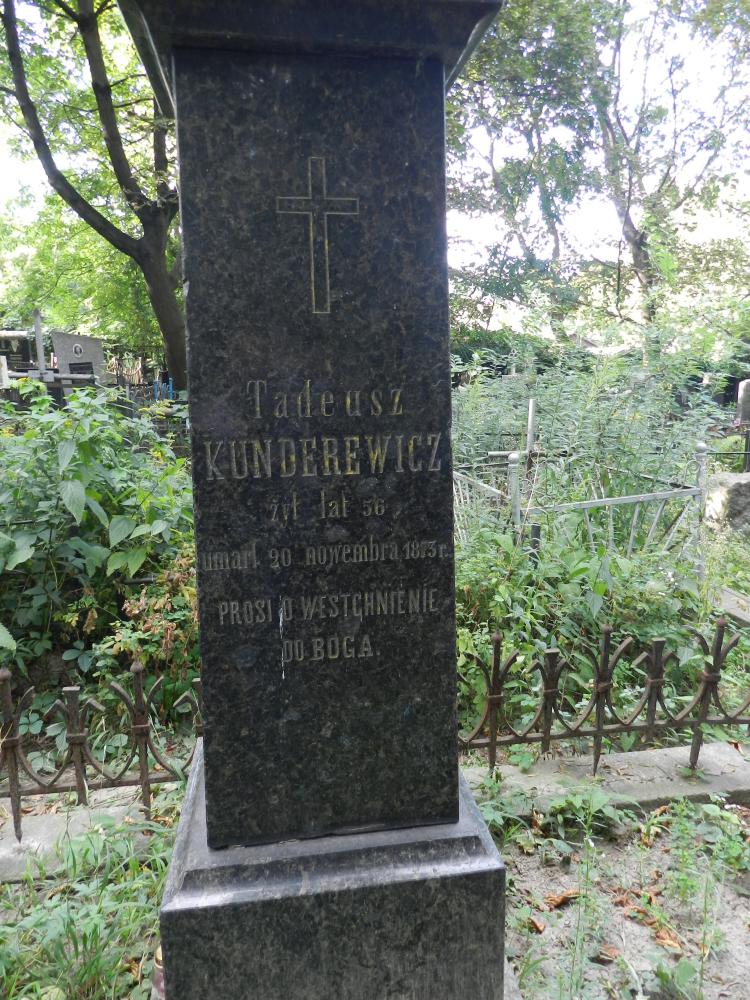 Tadeusz
KUNDEREWICZ
żył lat 56
umarł 20 nowembra 1873 r.
PROSI O WESTCHNIENIE
DO BOGA.